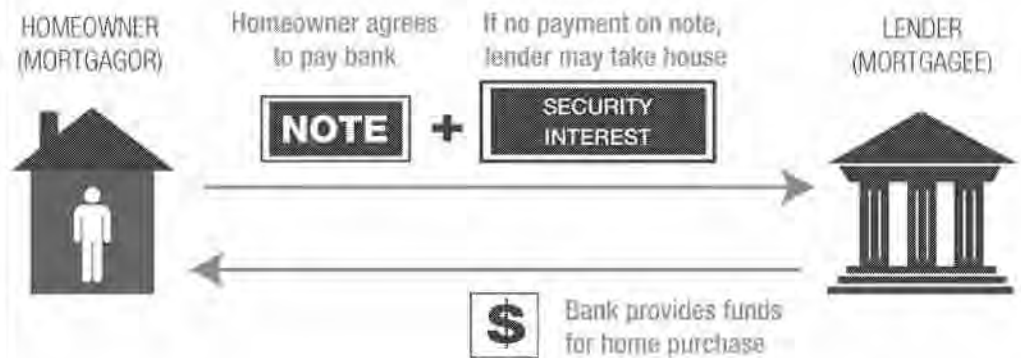 HOMEOWNER
(MORTGAGOR)
Homeowner agrees
to pay bank
If no payment on note,
lender may take house
LENDER
(MORTGAGEE)
NOTE
+
SECURITY
INTEREST
$
Bank provides funds
for home purchase